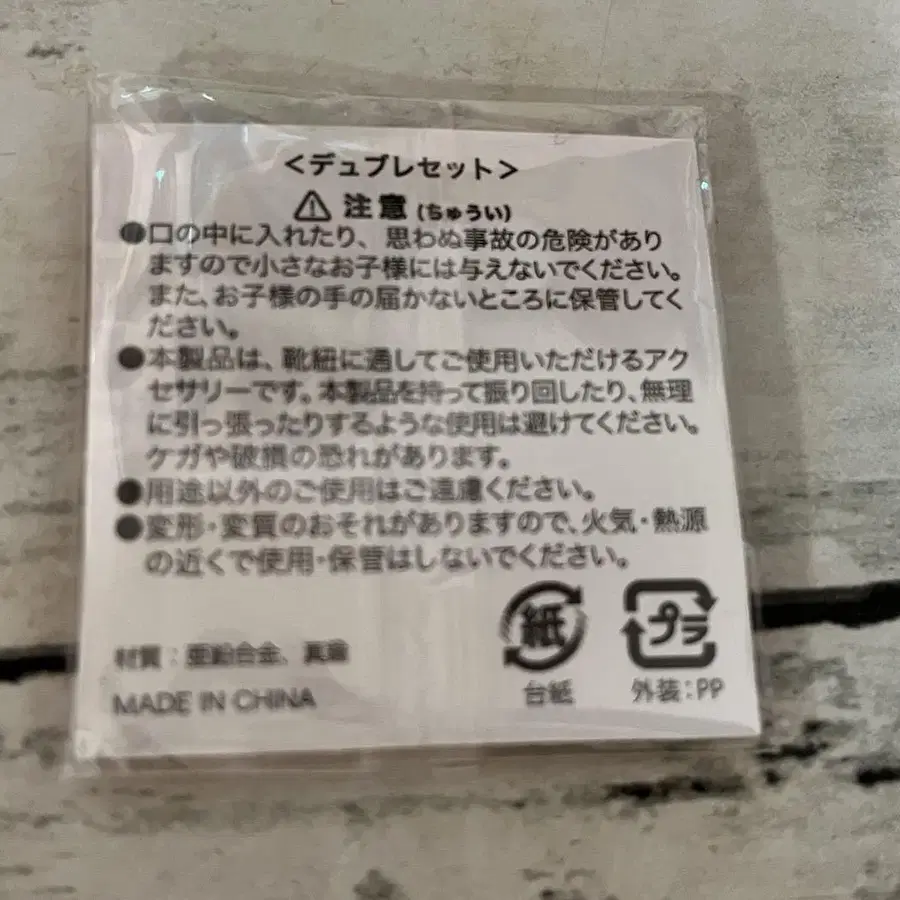 <デュブレセット>
⚠ 注意 (ちゅうい)
●口の中に入れたり、思わぬ事故の危険があり
ますので小さなお子様には与えないでください。
また、お子様の手の届かないところに保管してく
ださい。
●本製品は、靴紐に通してご使用いただけるアク
セサリーです。本製品を持って振り回したり、無理
に引っ張ったりするような使用は避けてください。
ケガや破損の恐れがあります。
●用途以外のご使用はご遠慮ください。
●変形・変質のおそれがありますので、火気・熱源
の近くで使用・保管はしないでください。
紙
プラ
台紙
外装:PP
材質:亜鉛合金、真鍮
MADE IN CHINA